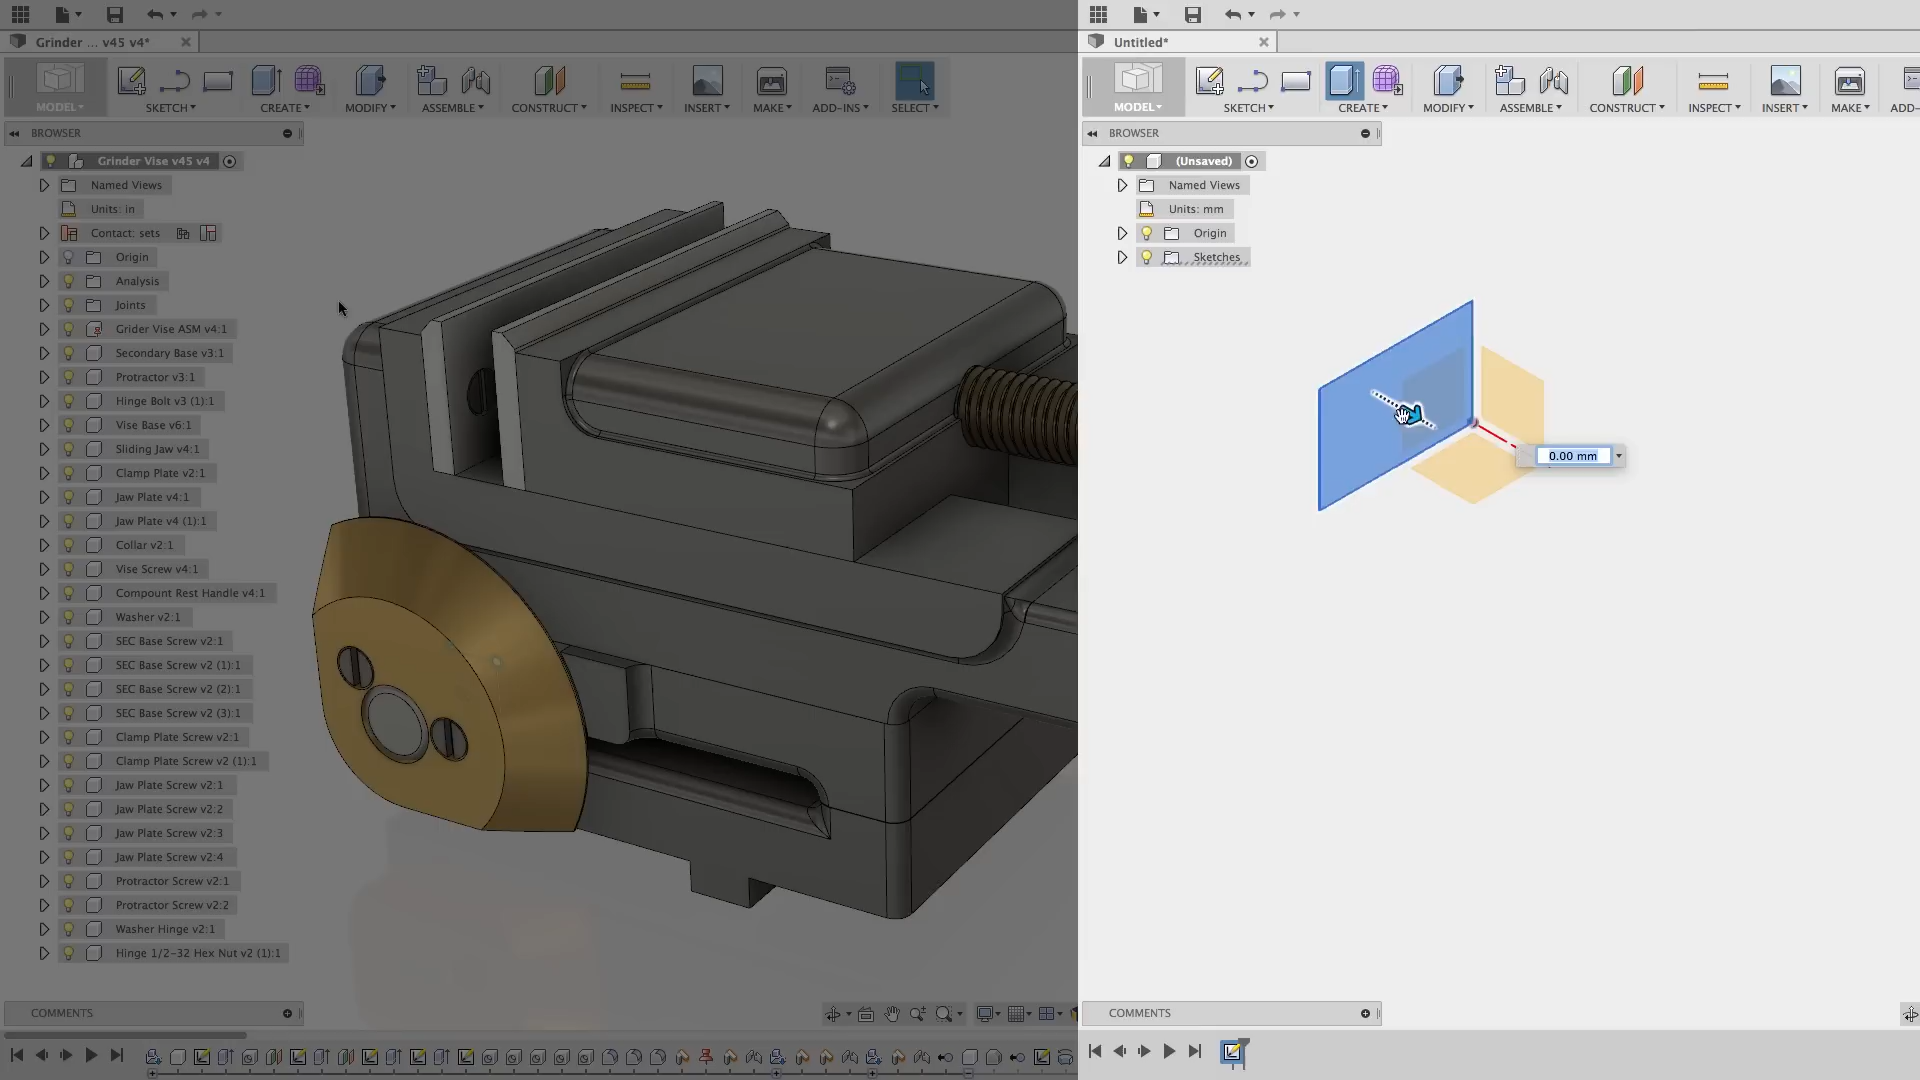 Grinder ... v45 v4*
MODEL
SKETCH
CREATE
MODIFY
ASSEMBLE
CONSTRUCT
INSPECT
INSERT
MAKE
ADD-INS
SELECT
BROWSER
Grinder Vise v45 v4
Named Views
Units: in
Contact: sets
Origin
Analysis
Joints
Grider Vise ASM v4:1
Secondary Base v3:1
Protractor v3:1
Hinge Bolt v3 (1):1
Vise Base v6:1
Sliding Jaw v4:1
Clamp Plate v2:1
Jaw Plate v4:1
Jaw Plate v4 (1):1
Collar v2:1
Vise Screw v4:1
Compount Rest Handle v4:1
Washer v2:1
SEC Base Screw v2:1
SEC Base Screw v2 (1):1
SEC Base Screw v2 (2):1
SEC Base Screw v2 (3):1
Clamp Plate Screw v2:1
Clamp Plate Screw v2 (1):1
Jaw Plate Screw v2:1
Jaw Plate Screw v2:2
Jaw Plate Screw v2:3
Jaw Plate Screw v2:4
Protractor Screw v2:1
Protractor Screw v2:2
Washer Hinge v2:1
Hinge 1/2-32 Hex Nut v2 (1):1
COMMENTS
Untitled*
MODEL
SKETCH
CREATE
MODIFY
ASSEMBLE
CONSTRUCT
INSPECT
INSERT
MAKE
ADD-
BROWSER
(Unsaved)
Named Views
Units: mm
Origin
Sketches
0.00 mm
COMMENTS